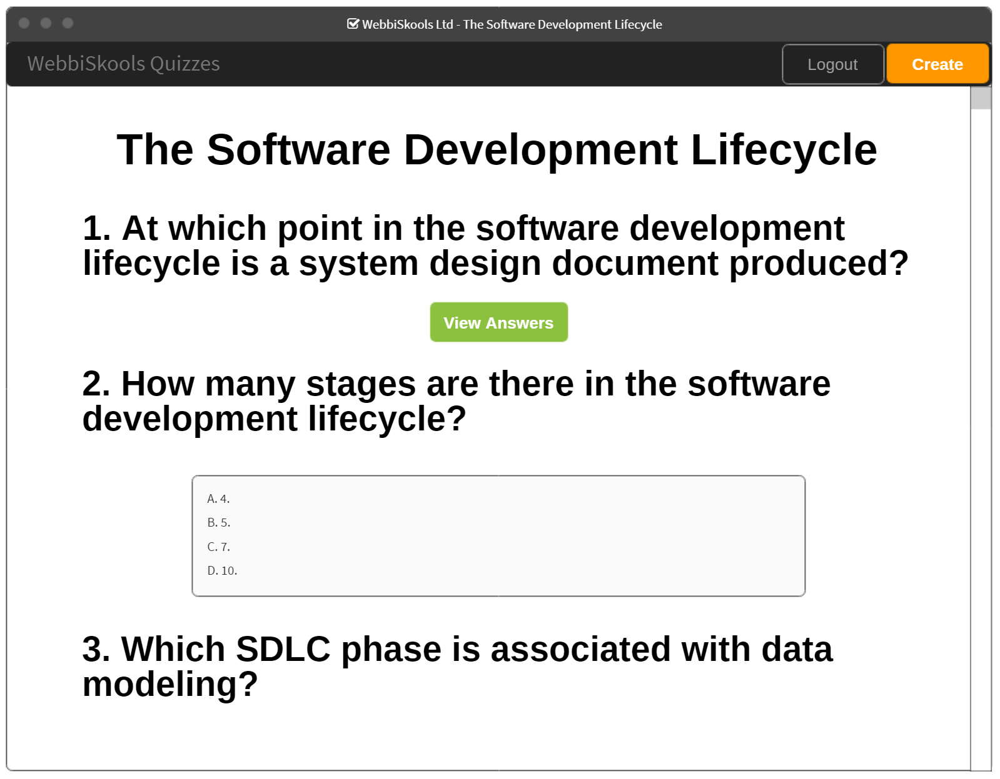 WebbiSkools Ltd - The Software Development Lifecycle
WebbiSkools Quizzes
Logout
Create
The Software Development Lifecycle
1. At which point in the software development
lifecycle is a system design document produced?
View Answers
2. How many stages are there in the software
development lifecycle?
A. 4.
B. 5.
C. 7.
D. 10.
3. Which SDLC phase is associated with data
modeling?